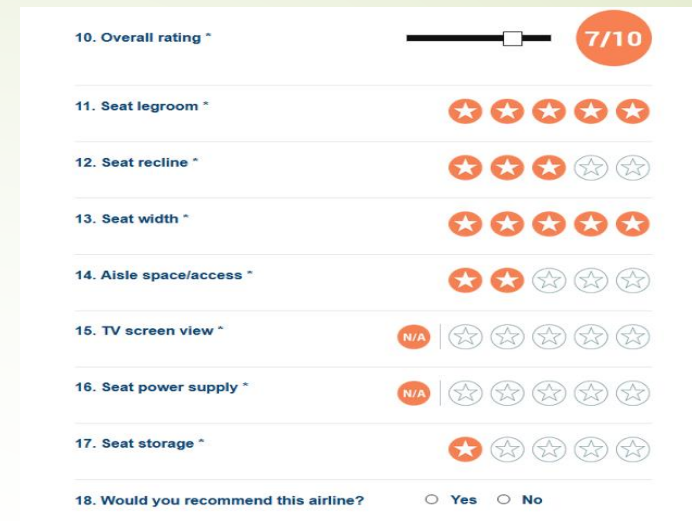 10. Overall rating * 7/10
11. Seat legroom *
12. Seat recline *
13. Seat width *
14. Aisle space/access *
15. TV screen view * N/A
16. Seat power supply * N/A
17. Seat storage *
18. Would you recommend this airline? Yes No